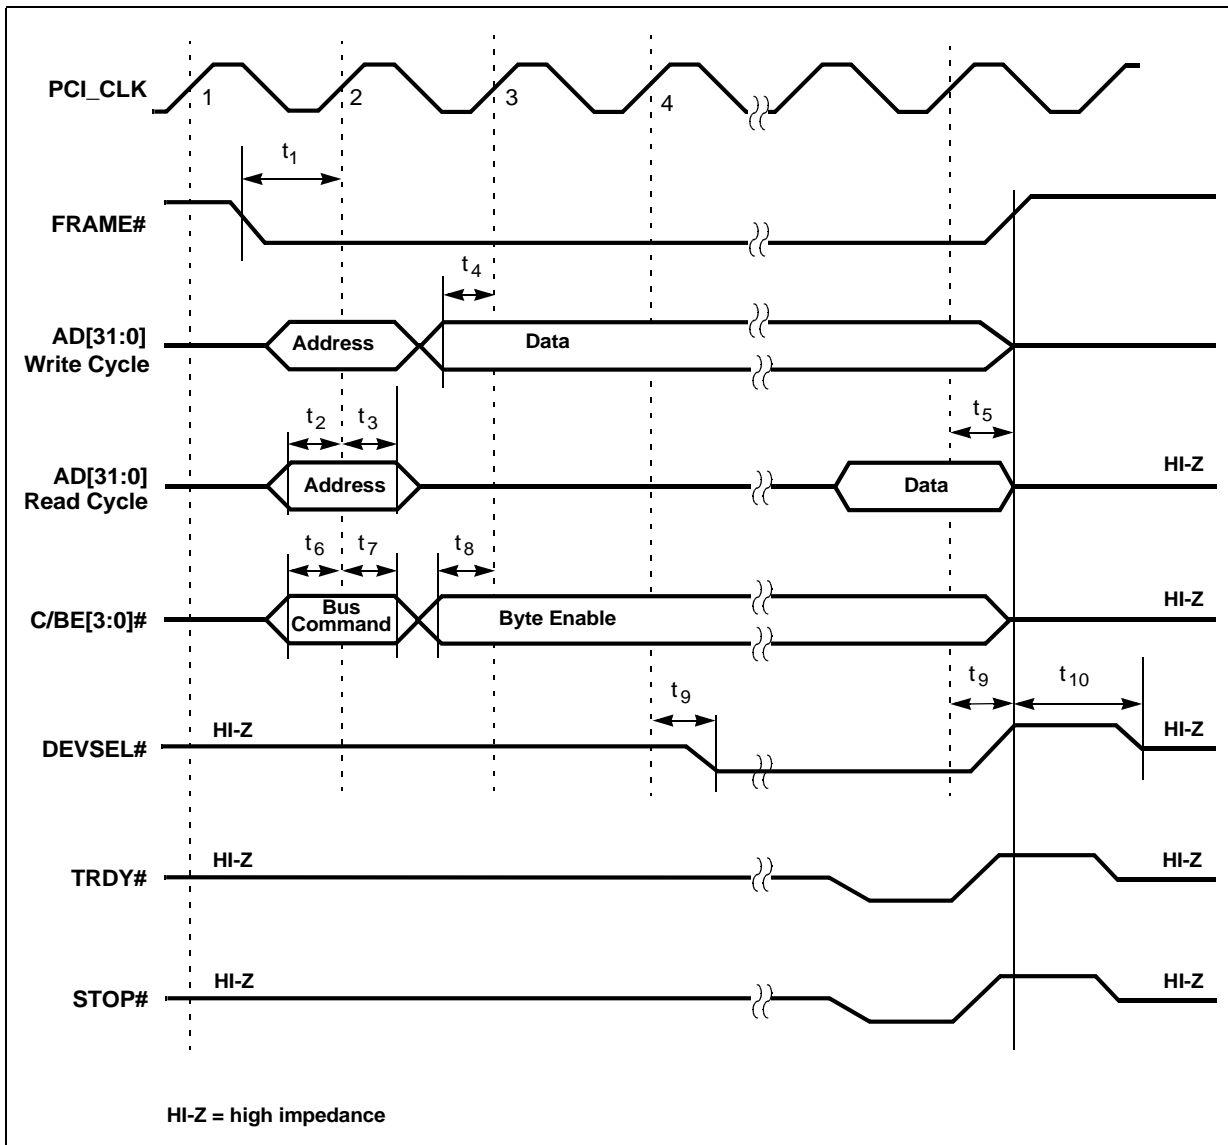 PCI_CLK
1
2
3
4
t1
FRAME#
t4
AD[31:0]
Write Cycle
Address
Data
t2
t3
t5
AD[31:0]
Read Cycle
Address
Data
HI-Z
t6
t7
t8
C/BE[3:0]#
Bus
Command
Byte Enable
HI-Z
t9
t9
t10
DEVSEL#
HI-Z
HI-Z
TRDY#
HI-Z
HI-Z
STOP#
HI-Z
HI-Z
HI-Z = high impedance